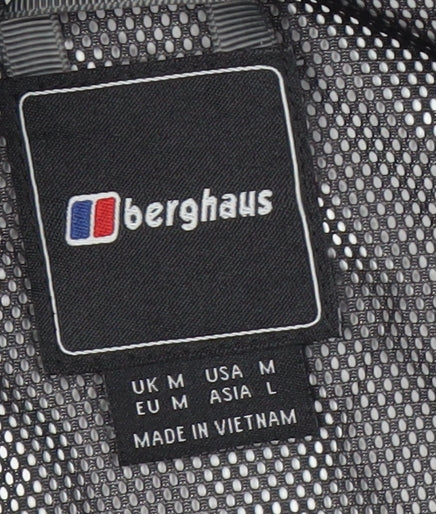 berghaus
UK M USA M
EU M ASIA L
MADE IN VIETNAM